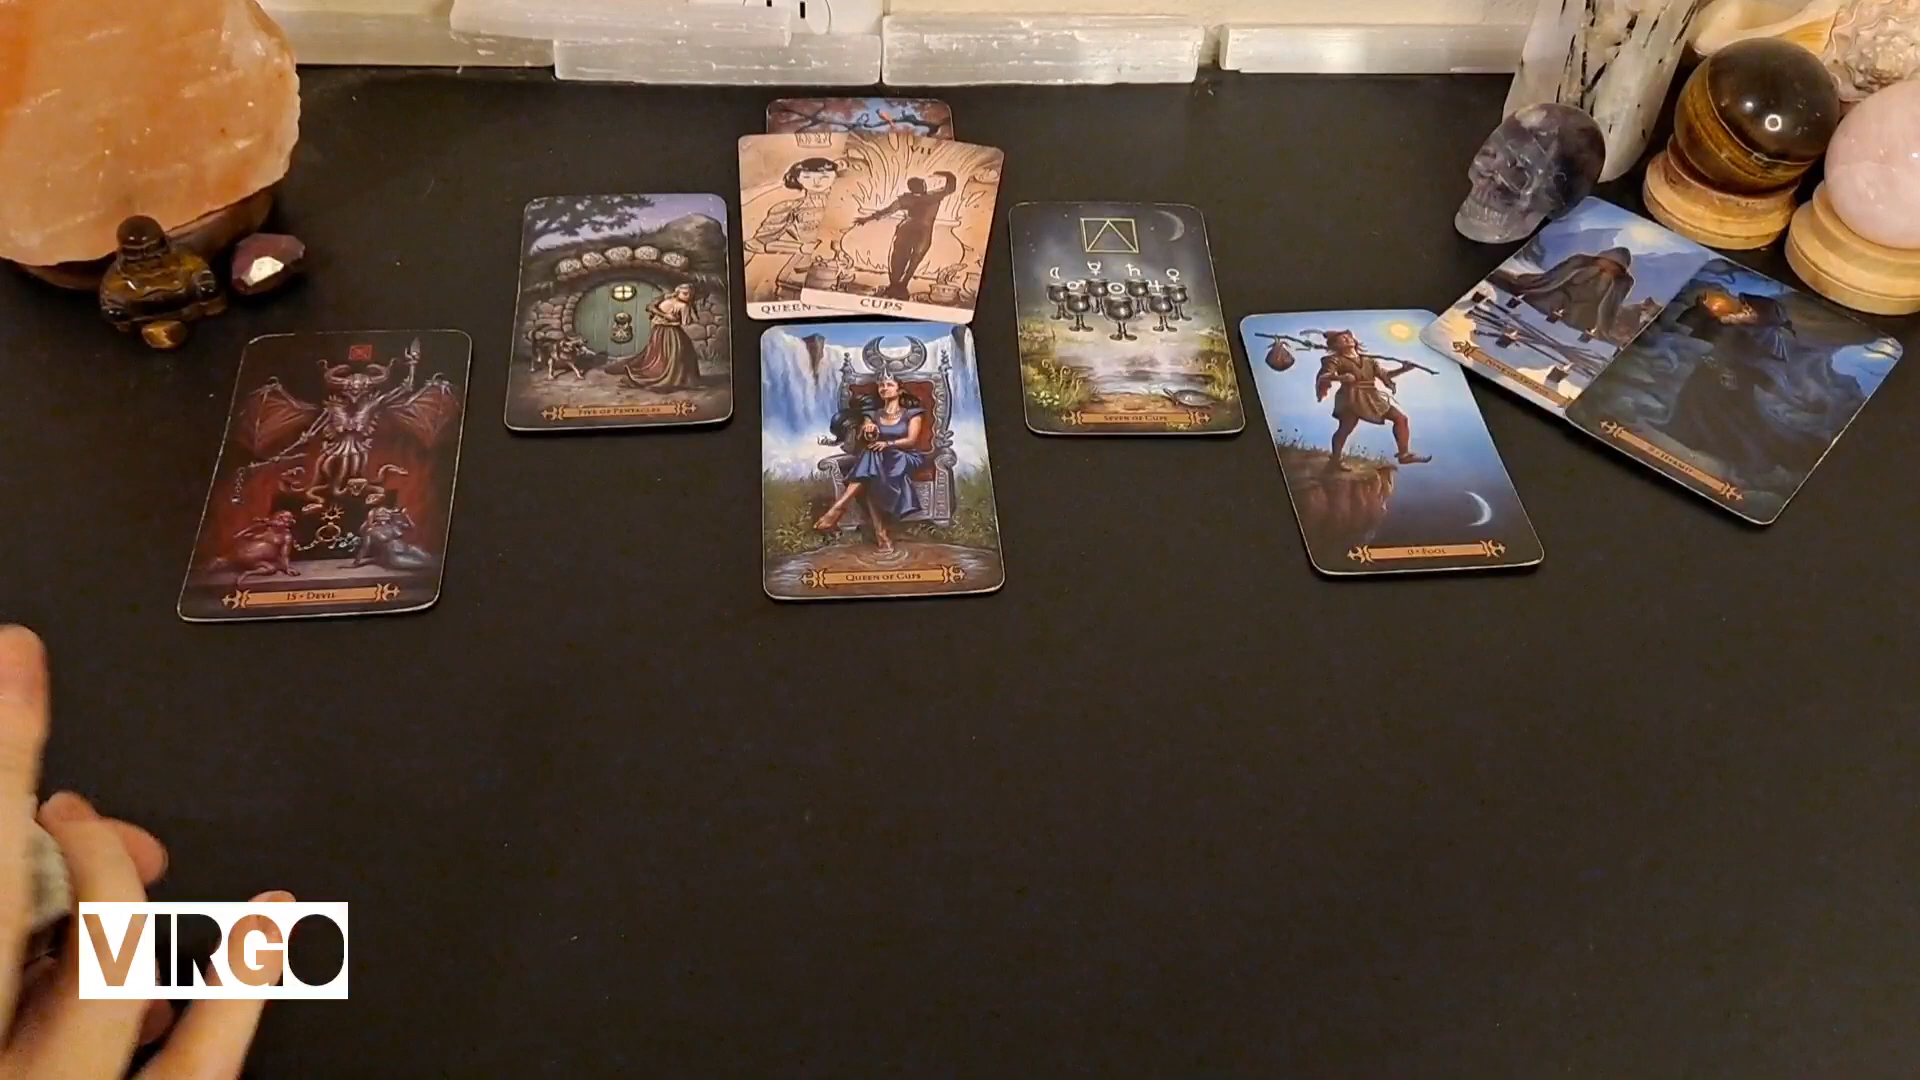 VII
QUEEN
CUPS
FIVE OF PENTACLES
SEVEN OF CUPS
QUEEN OF CUPS
15 • DEVIL
0 • FOOL
VIRGO